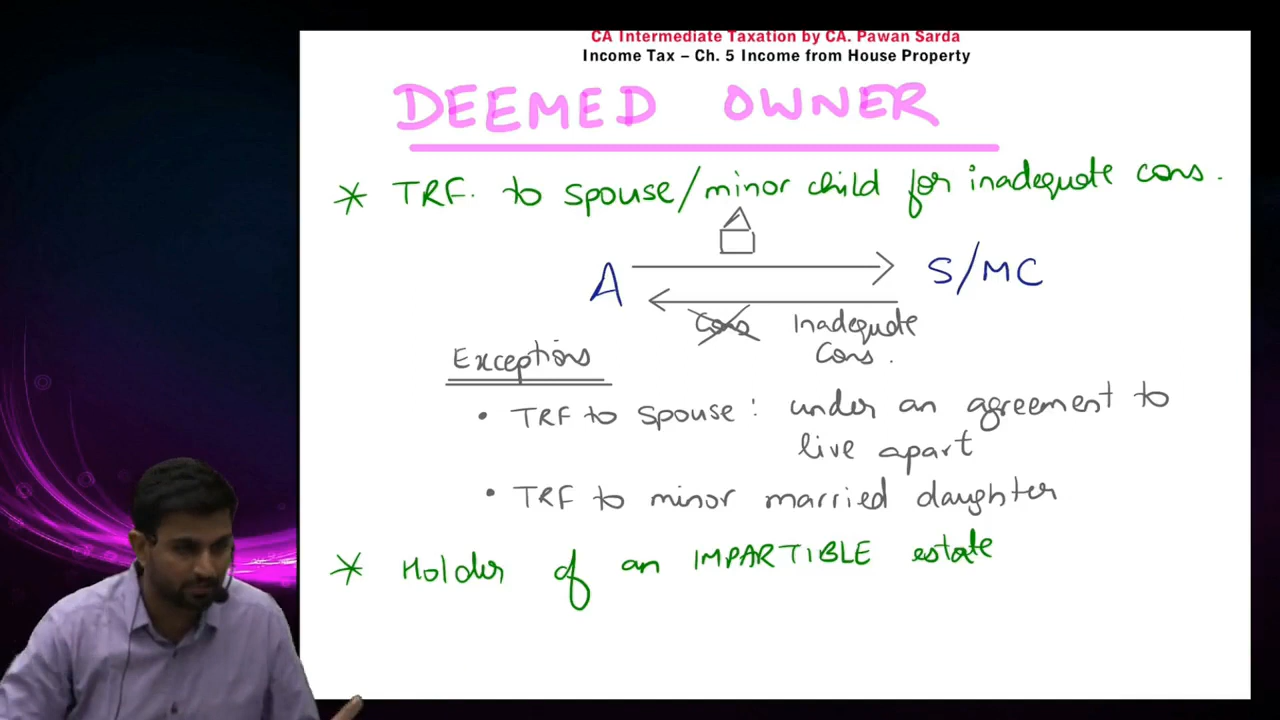 CA Intermediate Taxation by CA. Pawan Sarda
Income Tax – Ch. 5 Income from House Property
DEEMED OWNER
* TRF. to spouse/minor child for inadequate cons.
A S/MC
Cons Inadequate
Cons.
Exceptions
• TRF to spouse: under an agreement to
live apart
• TRF to minor married daughter
* Holder of an IMPARTIBLE estate